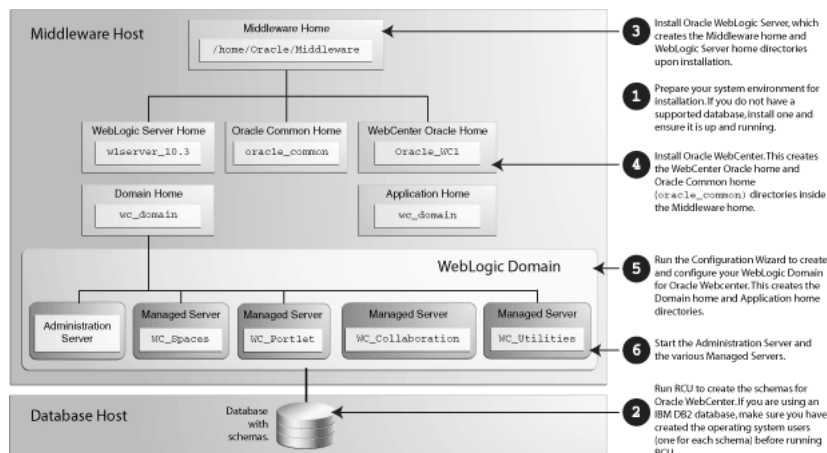 Middleware Host
Middleware Home
/home/Oracle/Middleware
WebLogic Server Home
wlserver_10.3
Oracle Common Home
oracle_common
WebCenter Oracle Home
Oracle_WC1
Domain Home
wc_domain
Application Home
wc_domain
WebLogic Domain
Administration
Server
Managed Server
WC_Spaces
Managed Server
WC_Portlet
Managed Server
WC_Collaboration
Managed Server
WC_Utilities
Database Host
Database
with
schemas.
3
Install Oracle WebLogic Server, which
creates the Middleware home and
WebLogic Server home directories
upon installation.
1
Prepare your system environment for
installation. If you do not have a
supported database, install one and
ensure it is up and running.
4
Install Oracle WebCenter. This creates
the WebCenter Oracle home and
Oracle Common home
(oracle_common) directories inside
the Middleware home.
5
Run the Configuration Wizard to create
and configure your WebLogic Domain
for Oracle Webcenter. This creates the
Domain home and Application home
directories.
6
Start the Administration Server and
the various Managed Servers.
2
Run RCU to create the schemas for
Oracle WebCenter. If you are using an
IBM DB2 database, make sure you have
created the operating system users
(one for each schema) before running
RCU